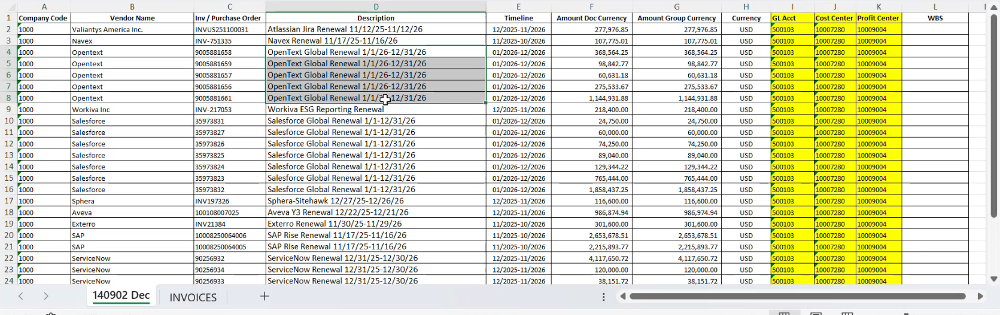 A B C D E F G H I J K L
1 Company Code Vendor Name Inv / Purchase Order Description Timeline Amount Doc Currency Amount Group Currency Currency GL Acct Cost Center Profit Center WBS
2 1000 Valiantys America Inc. INVUS251100031 Atlassian Jira Renewal 11/12/25-11/12/26 12/2025-11/2026 277,976.85 277,976.85 USD 500103 10007280 10009004
3 1000 Navex INV-751335 Navex Renewal 11/17/25-11/16/26 11/2025-10/2026 107,775.01 107,775.01 USD 500103 10007280 10009004
4 1000 Opentext 9005881658 OpenText Global Renewal 1/1/26-12/31/26 01/2026-12/2026 368,564.25 368,564.25 USD 500103 10007280 10009004
5 1000 Opentext 9005881659 OpenText Global Renewal 1/1/26-12/31/26 01/2026-12/2026 98,842.77 98,842.77 USD 500103 10007280 10009004
6 1000 Opentext 9005881657 OpenText Global Renewal 1/1/26-12/31/26 01/2026-12/2026 60,631.18 60,631.18 USD 500103 10007280 10009004
7 1000 Opentext 9005881656 OpenText Global Renewal 1/1/26-12/31/26 01/2026-12/2026 275,533.67 275,533.67 USD 500103 10007280 10009004
8 1000 Opentext 9005881661 OpenText Global Renewal 12/31/26 01/2026-12/2026 1,144,931.88 1,144,931.88 USD 500103 10007280 10009004
9 1000 Workiva Inc INV-217053 Workiva ESG Reporting Renewal 12/2025-11/2026 218,400.00 218,400.00 USD 500103 10007280 10009004
10 1000 Salesforce 35973831 Salesforce Global Renewal 1/1-12/31/26 01/2026-12/2026 24,750.00 24,750.00 USD 500103 10007280 10009004
11 1000 Salesforce 35973827 Salesforce Global Renewal 1/1-12/31/26 01/2026-12/2026 60,000.00 60,000.00 USD 500103 10007280 10009004
12 1000 Salesforce 35973826 Salesforce Global Renewal 1/1-12/31/26 01/2026-12/2026 74,250.00 74,250.00 USD 500103 10007280 10009004
13 1000 Salesforce 35973825 Salesforce Global Renewal 1/1-12/31/26 01/2026-12/2026 89,040.00 89,040.00 USD 500103 10007280 10009004
14 1000 Salesforce 35973824 Salesforce Global Renewal 1/1-12/31/26 01/2026-12/2026 129,344.22 129,344.22 USD 500103 10007280 10009004
15 1000 Salesforce 35973823 Salesforce Global Renewal 1/1-12/31/26 01/2026-12/2026 765,444.00 765,444.00 USD 500103 10007280 10009004
16 1000 Salesforce 35973832 Salesforce Global Renewal 1/1-12/31/26 01/2026-12/2026 1,858,437.25 1,858,437.25 USD 500103 10007280 10009004
17 1000 Sphera INV197326 Sphera-Sitehawk 12/27/25-12/26/26 12/2025-11/2026 116,600.00 116,600.00 USD 500103 10007280 10009004
18 1000 Aveva 100108007025 Aveva Y3 Renewal 12/22/25-12/21/26 12/2025-11/2026 986,874.94 986,974.94 USD 500103 10007280 10009004
19 1000 Exterro INV21384 Exterro Renewal 11/30/25-11/29/26 11/2025-10/2026 301,600.00 301,600.00 USD 500103 10007280 10009004
20 1000 SAP 10008250064006 SAP Rise Renewal 11/17/25-11/16/26 11/2025-10/2026 2,653,678.51 2,653,678.51 USD 500103 10007280 10009004
21 1000 SAP 10008250064005 SAP Rise Renewal 11/17/25-11/16/26 11/2025-10/2026 2,215,893.77 2,215,893.77 USD 500103 10007280 10009004
22 1000 ServiceNow 90256932 ServiceNow Renewal 12/31/25-12/30/26 12/2025-11/2026 4,117,650.72 4,117,650.72 USD 500103 10007280 10009004
23 1000 ServiceNow 90256934 ServiceNow Renewal 12/31/25-12/30/26 12/2025-11/2026 120,000.00 120,000.00 USD 500103 10007280 10009004
24 1000 ServiceNow 90256933 ServiceNow Renewal 12/31/25-12/30/26 12/2025-11/2026 38,151.72 38,151.72 USD 500103 10007280 10009004
140902 Dec INVOICES